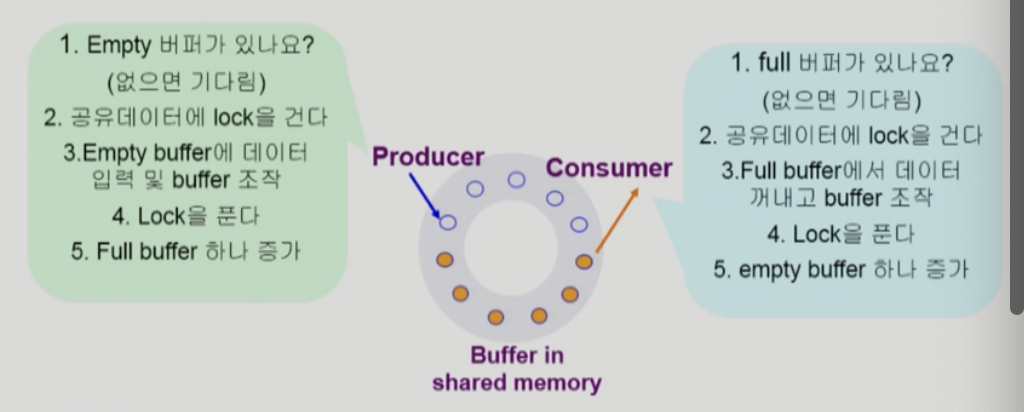 1. Empty 버퍼가 있나요?
(없으면 기다림)
2. 공유데이터에 lock을 건다
3.Empty buffer에 데이터
입력 및 buffer 조작
4. Lock을 푼다
5. Full buffer 하나 증가
Producer
Consumer
Buffer in
shared memory
1. full 버퍼가 있나요?
(없으면 기다림)
2. 공유데이터에 lock을 건다
3.Full buffer에서 데이터
꺼내고 buffer 조작
4. Lock을 푼다
5. empty buffer 하나 증가